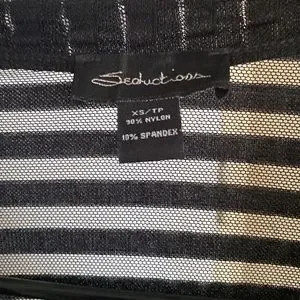 Seductions
XS/TP
90% NYLON
10% SPANDEX